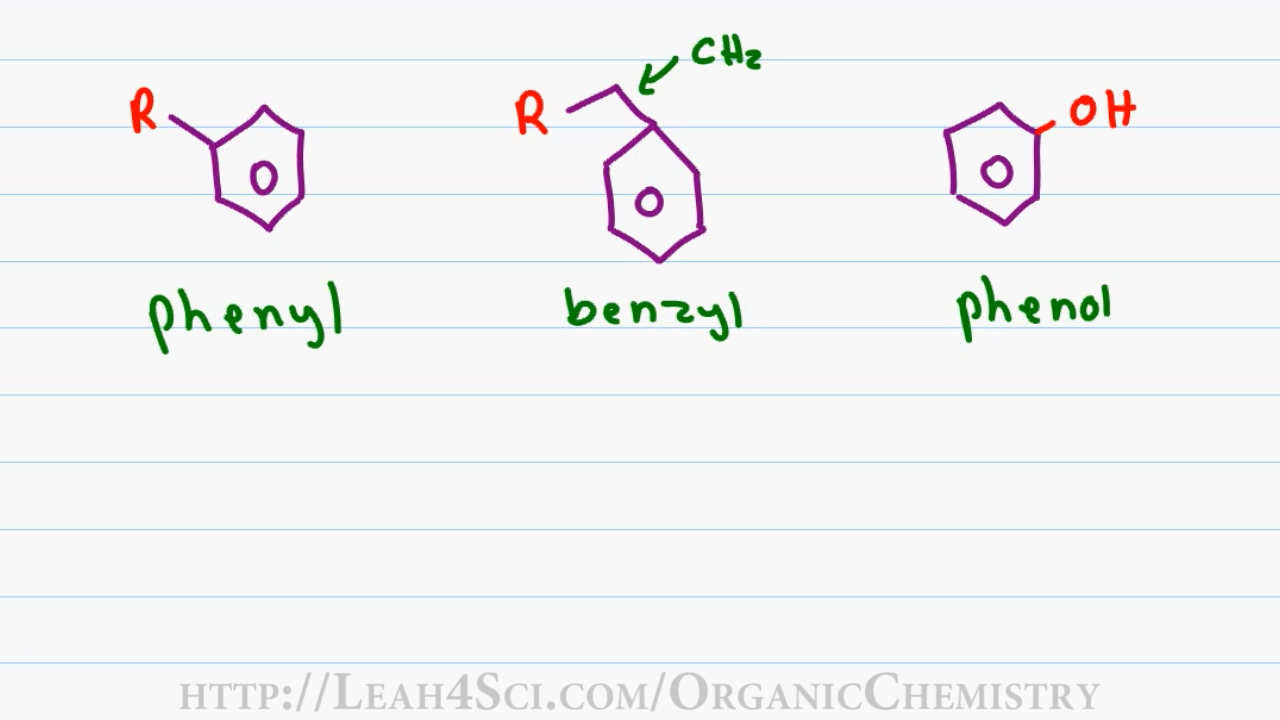 CH2
R
R
OH
phenyl
benzyl
phenol
http://Leah4Sci.com/OrganicChemistry